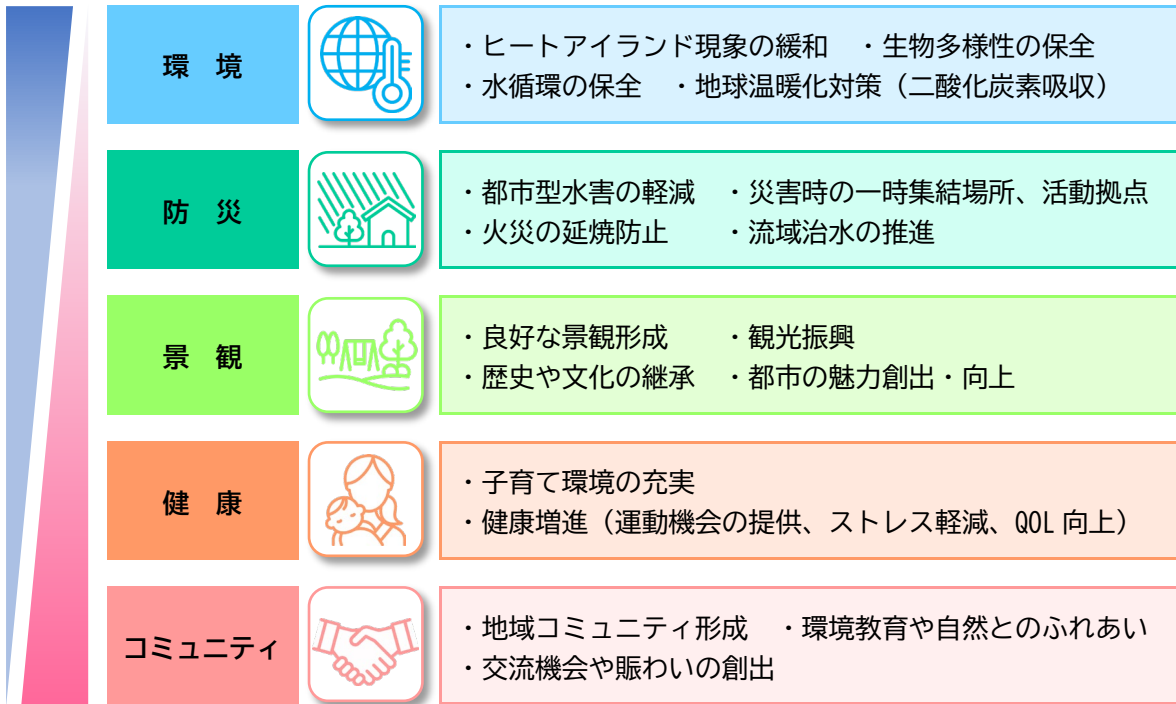 環　境
・ヒートアイランド現象の緩和　・生物多様性の保全
・水循環の保全　・地球温暖化対策（二酸化炭素吸収）
防　災
・都市型水害の軽減　・災害時の一時集結場所、活動拠点
・火災の延焼防止　　・流域治水の推進
景　観
・良好な景観形成　　・観光振興
・歴史や文化の継承　・都市の魅力創出・向上
健　康
・子育て環境の充実
・健康増進（運動機会の提供、ストレス軽減、QOL 向上）
コミュニティ
・地域コミュニティ形成　・環境教育や自然とのふれあい
・交流機会や賑わいの創出